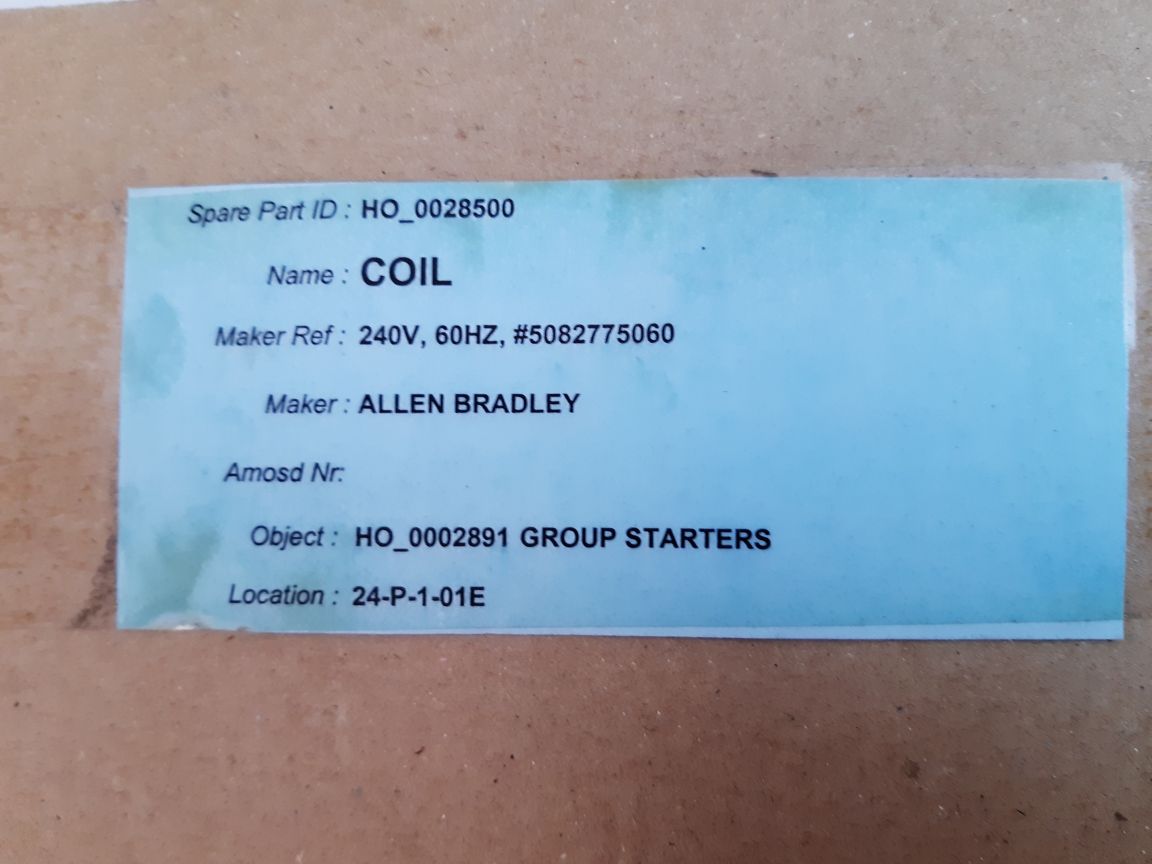 Spare Part ID : HO_0028500
Name : COIL
Maker Ref : 240V, 60HZ, #5082775060
Maker : ALLEN BRADLEY
Amosd Nr:
Object : HO_0002891 GROUP STARTERS
Location : 24-P-1-01E